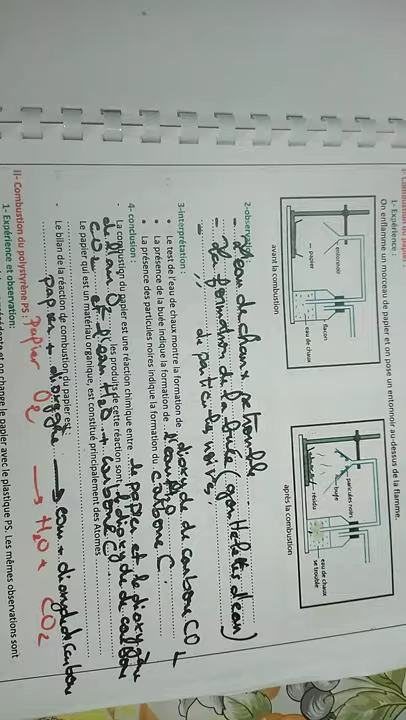 I- Combustion du papier :
1- Expérience :
On enflamme un morceau de papier et on pose un entonnoir au-dessus de la flamme.
papier
entonnoir
flacon
eau de chaux
avant la combustion
particules noires
buée
résidu
eau de chaux
se trouble
après la combustion
2-observation
- L'eau de chaux se trouble
- La formation de la buée (gouttelettes d'eau)
- " de particules noires
3-interprétation :
Le test de l'eau de chaux montre la formation de dioxyde de carbone CO2
La présence de buée indique la formation de l'eau
La présence des particules noires indique la formation du carbone C.
4- conclusion :
- La combustion du papier est une réaction chimique entre le papier et le dioxygène
de l'air O les produits de cette réaction sont le dioxyde de carbone
CO2 et d'eau H2O + carbone C
Le papier qui est un matériau organique, est constitué principalement des atomes
- Le bilan de la réaction de combustion du papier est :
papier + dioxygène → eau + dioxyde de carbone
papier O2 → H2O + CO2
II- Combustion du polystyrène PS :
1- Expérience et observation:
et on change le papier avec le plastique PS. Les mêmes observations sont